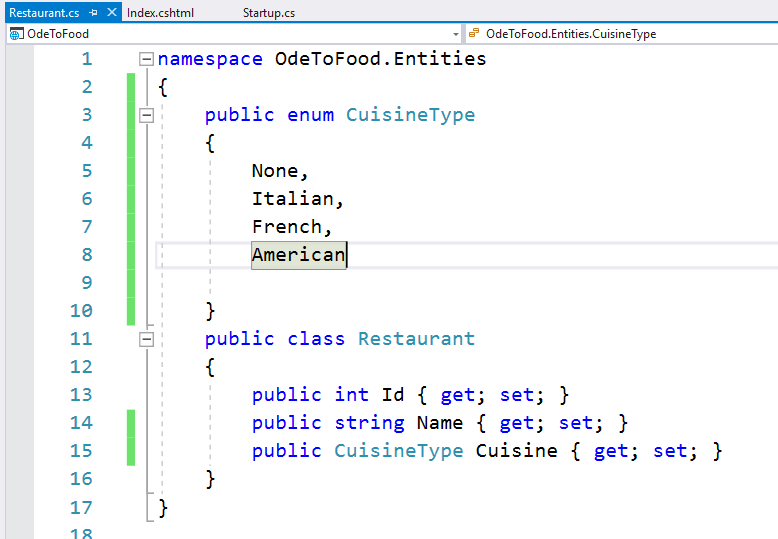 Restaurant.cs Index.cshtml Startup.cs
OdeToFood OdeToFood.Entities.CuisineType
1 namespace OdeToFood.Entities
2 {
3 public enum CuisineType
4 {
5 None,
6 Italian,
7 French,
8 American
9
10 }
11 public class Restaurant
12 {
13 public int Id { get; set; }
14 public string Name { get; set; }
15 public CuisineType Cuisine { get; set; }
16 }
17 }
18